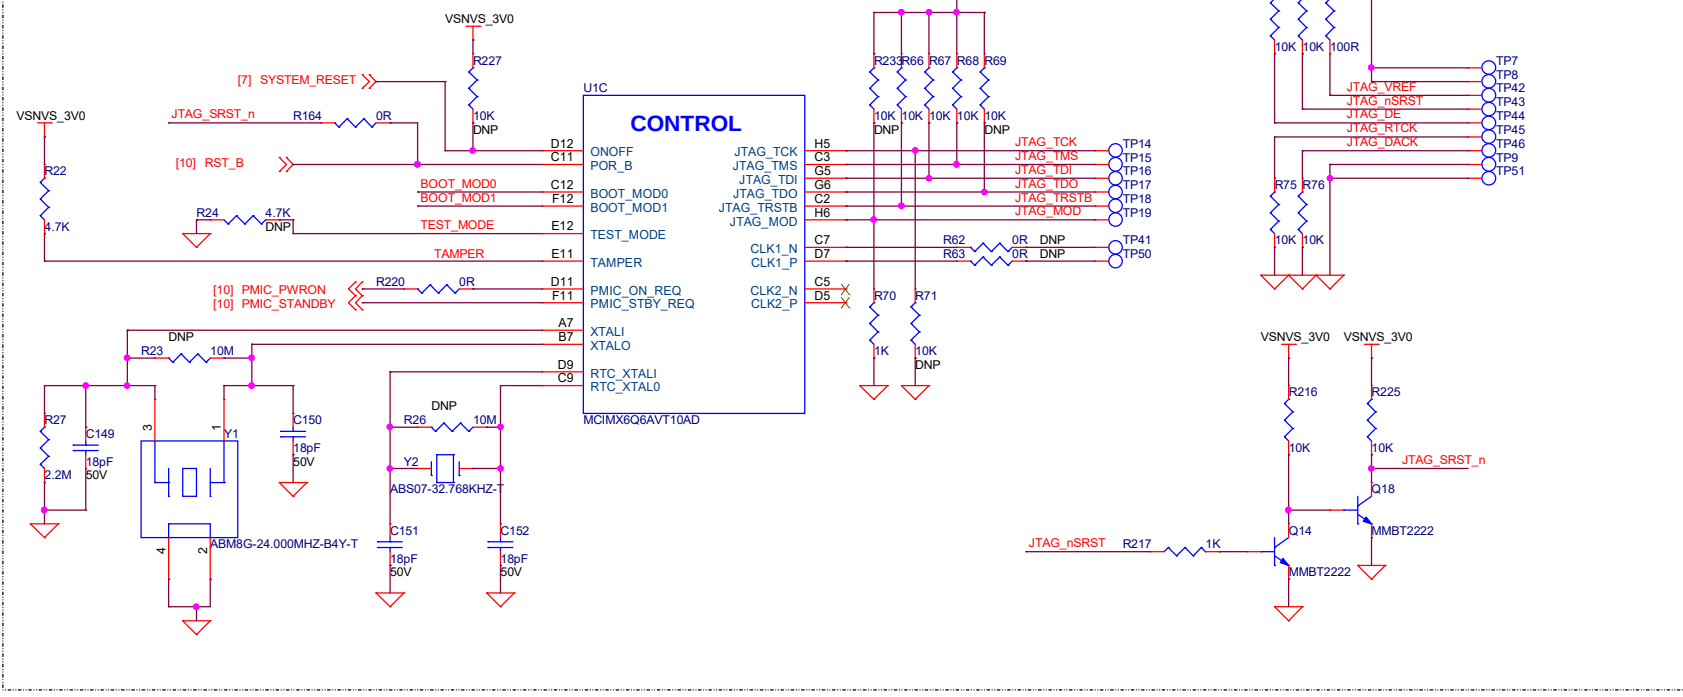 VSNVS_3V0
R227
10K
DNP
[7] SYSTEM_RESET
VSNVS_3V0
JTAG_SRST_n
R164
0R
[10] RST_B
R22
4.7K
BOOT_MOD0
BOOT_MOD1
R24
4.7K
DNP
TEST_MODE
TAMPER
[10] PMIC_PWRON
R220
0R
[10] PMIC_STANDBY
U1C
CONTROL
D12
ONOFF
C11
POR_B
C12
BOOT_MOD0
F12
BOOT_MOD1
E12
TEST_MODE
E11
TAMPER
D11
PMIC_ON_REQ
F11
PMIC_STBY_REQ
A7
XTALI
B7
XTALO
D9
RTC_XTALI
C9
RTC_XTAL0
MCIMX6Q6AVT10AD
JTAG_TCK
H5
JTAG_TMS
C3
JTAG_TDI
G5
JTAG_TDO
G6
JTAG_TRSTB
C2
JTAG_MOD
H6
CLK1_N
C7
CLK1_P
D7
CLK2_N
C5
CLK2_P
D5
R233
R66
R67
R68
R69
10K
10K
10K
10K
10K
DNP
DNP
JTAG_TCK
TP14
JTAG_TMS
TP15
JTAG_TDI
TP16
JTAG_TDO
TP17
JTAG_TRSTB
TP18
JTAG_MOD
TP19
R62
0R
DNP
TP41
R63
0R
DNP
TP50
R70
1K
R71
10K
DNP
DNP
R23
10M
R27
2.2M
C149
18pF
50V
3
1
Y1
4
2
ABM8G-24.000MHZ-B4Y-T
C150
18pF
50V
DNP
R26
10M
Y2
ABS07-32.768KHZ-T
C151
18pF
50V
C152
18pF
50V
10K
10K
100R
TP7
TP8
JTAG_VREF
TP42
JTAG_nSRST
TP43
JTAG_DE
TP44
JTAG_RTCK
TP45
JTAG_DACK
TP46
TP9
TP51
R75
R76
10K
10K
VSNVS_3V0
VSNVS_3V0
R216
10K
R225
10K
JTAG_SRST_n
Q18
MMBT2222
Q14
MMBT2222
JTAG_nSRST
R217
1K